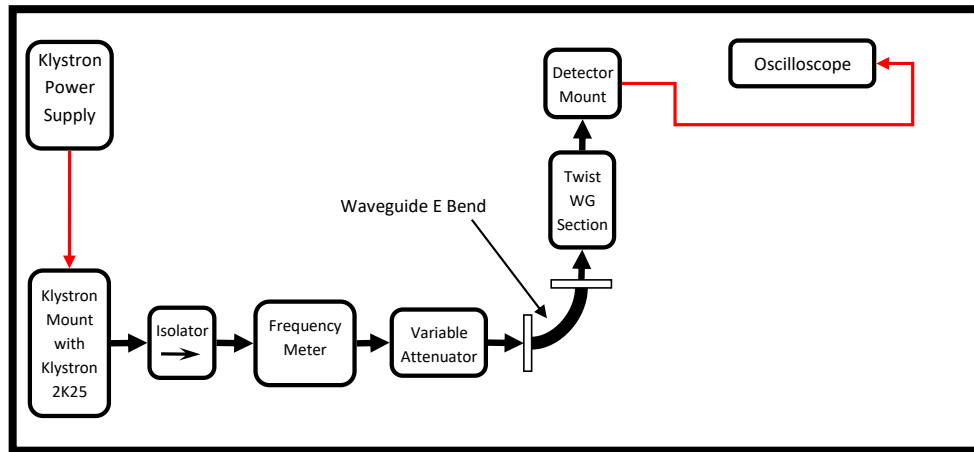 Klystron
Power
Supply
Detector
Mount
Oscilloscope
Twist
WG
Section
Waveguide E Bend
Klystron
Mount
with
Klystron
2K25
Isolator
Frequency
Meter
Variable
Attenuator